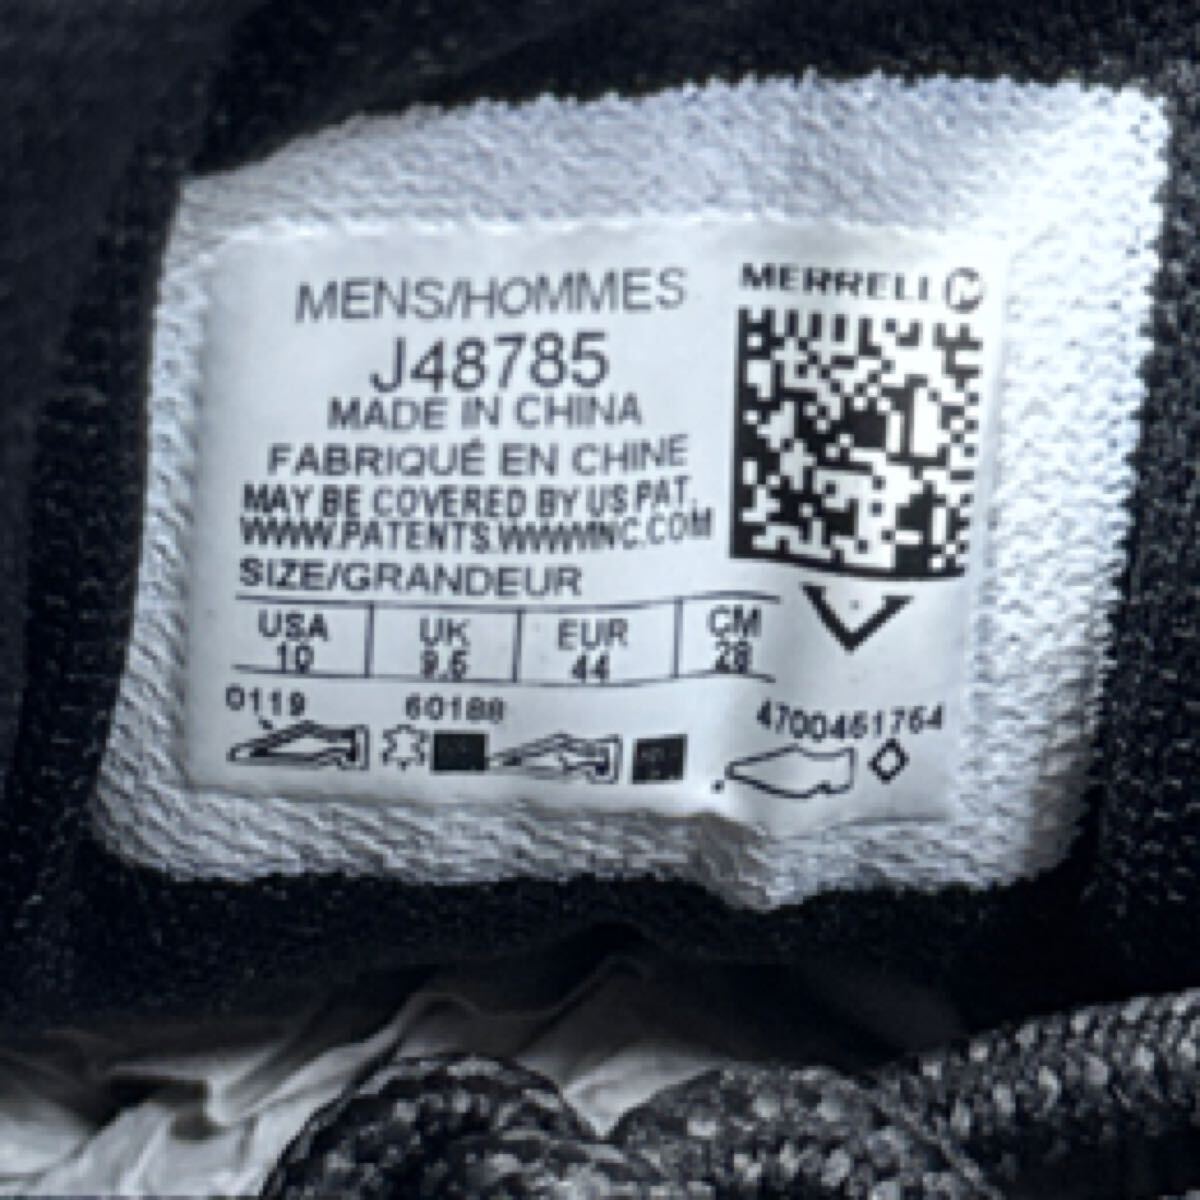 MENS/HOMMES
J48785
MADE IN CHINA
FABRIQUÉ EN CHINE
MAY BE COVERED BY US PAT.
WWW.PATENTS.WWWINC.COM
SIZE/GRANDEUR
USA UK EUR CM
10 9.5 44 28
0119 60188
MERRELL
4700461764